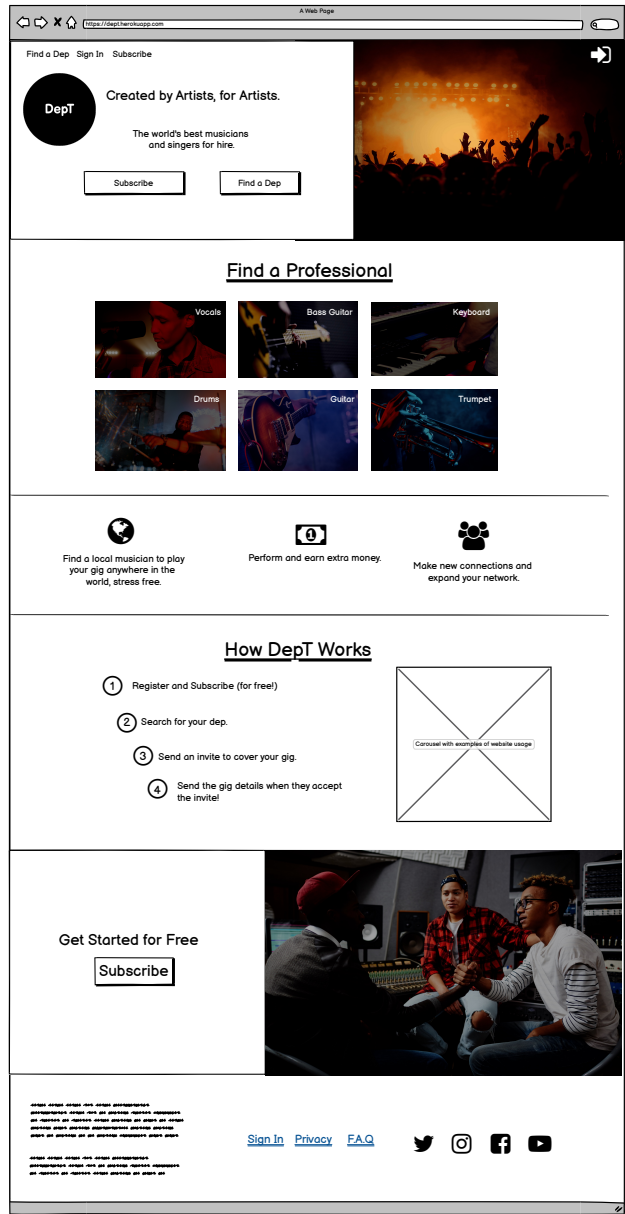 A Web Page
https://dept.herokuapp.com
Find a Dep Sign In Subscribe
DepT
Created by Artists, for Artists.
The world's best musicians
and singers for hire.
Subscribe
Find a Dep
Find a Professional
Vocals
Bass Guitar
Keyboard
Drums
Guitar
Trumpet
Find a local musician to play
your gig anywhere in the
world, stress free.
1
Perform and earn extra money.
Make new connections and
expand your network.
How DepT Works
1 Register and Subscribe (for free!)
2 Search for your dep.
3 Send an invite to cover your gig.
4 Send the gig details when they accept
the invite!
Carousel with examples of website usage
Get Started for Free
Subscribe
Sign In Privacy F.A.Q